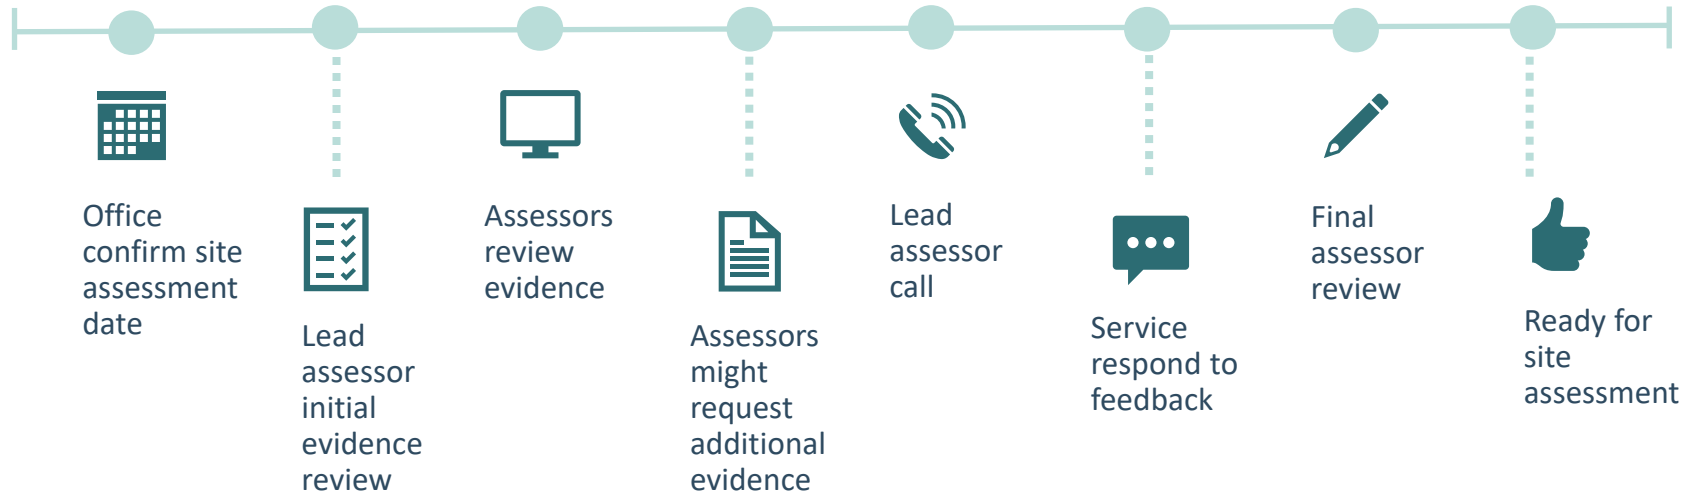 Office
confirm site
assessment
date
Lead
assessor
initial
evidence
review
Assessors
review
evidence
Assessors
might
request
additional
evidence
Lead
assessor
call
Service
respond to
feedback
Final
assessor
review
Ready for
site
assessment